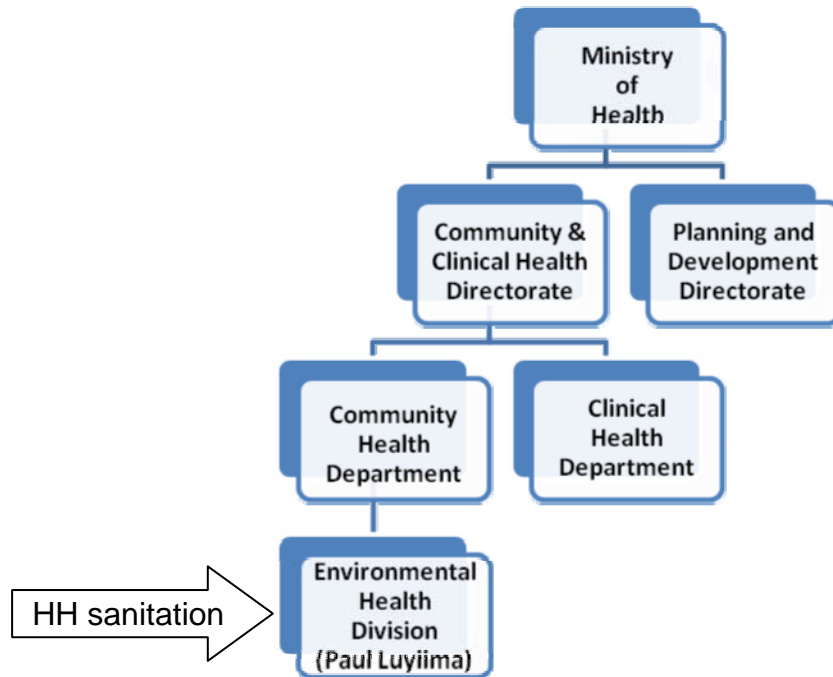 Ministry
of
Health
Community &
Clinical Health
Directorate
Planning and
Development
Directorate
Community
Health
Department
Clinical
Health
Department
HH sanitation
Environmental
Health
Division
(Paul Luyiima)